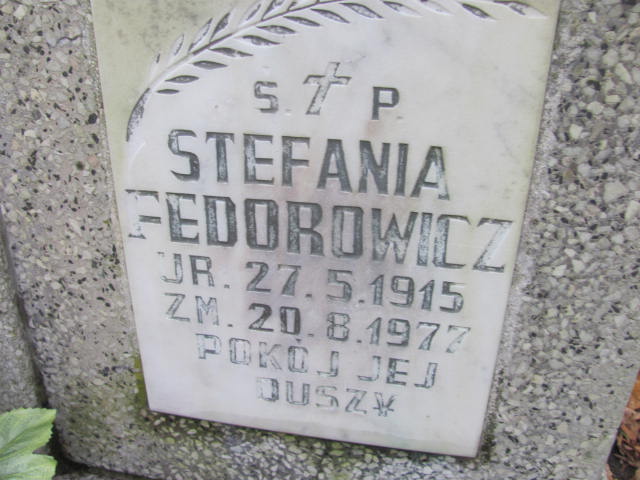 S. † P.
STEFANIA
FEDOROWICZ
UR. 27.5.1915
ZM. 20.8.1977
POKÓJ JEJ
DUSZY